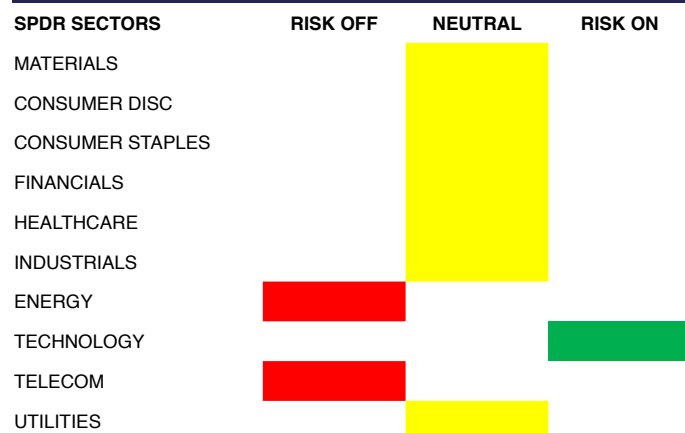 SPDR SECTORS RISK OFF NEUTRAL RISK ON
MATERIALS
CONSUMER DISC
CONSUMER STAPLES
FINANCIALS
HEALTHCARE
INDUSTRIALS
ENERGY
TECHNOLOGY
TELECOM
UTILITIES